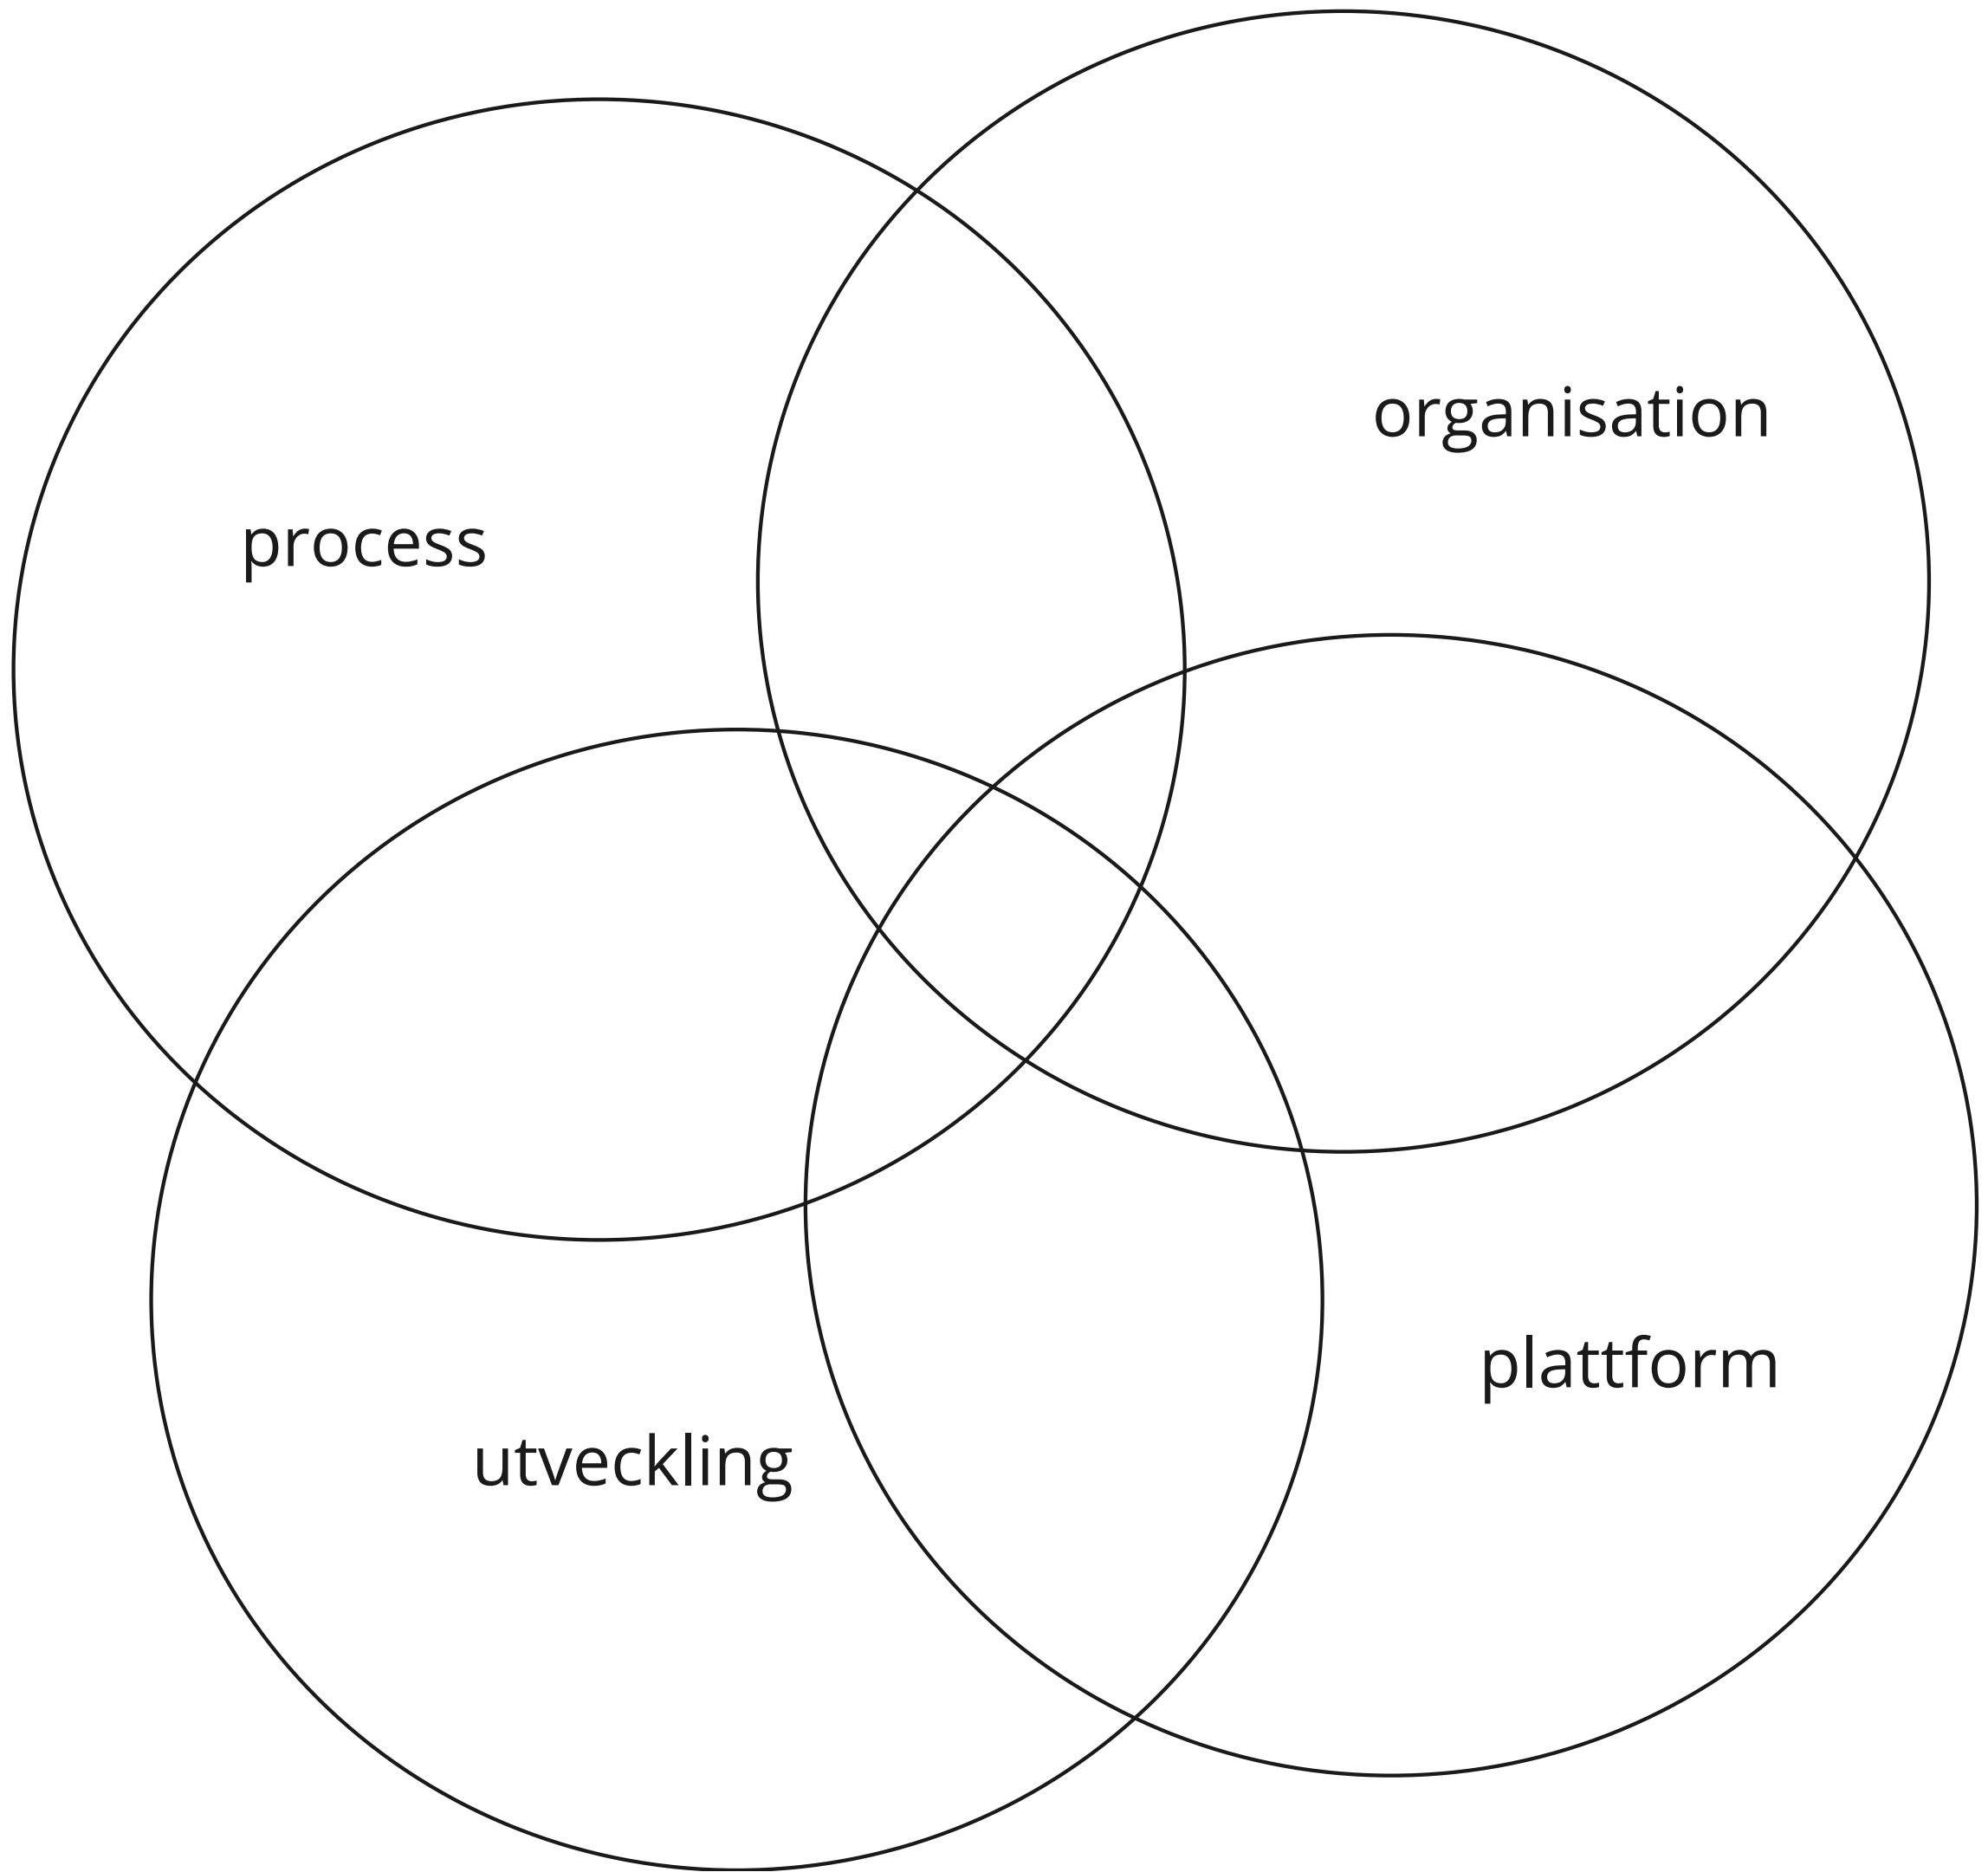 organisation
process
plattform
utveckling